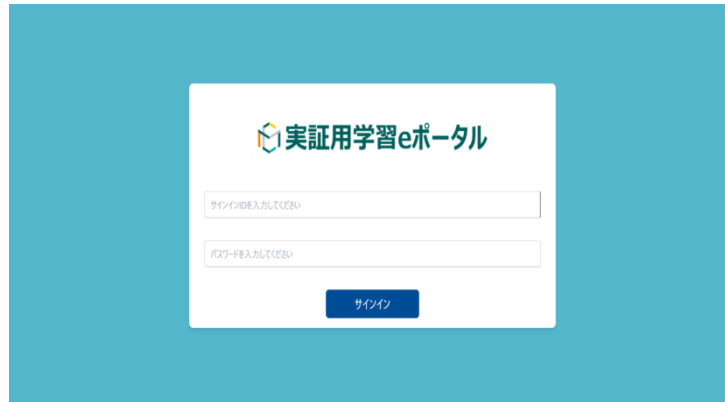 実証用学習eポータル
サインインIDを入力してください
パスワードを入力してください
サインイン